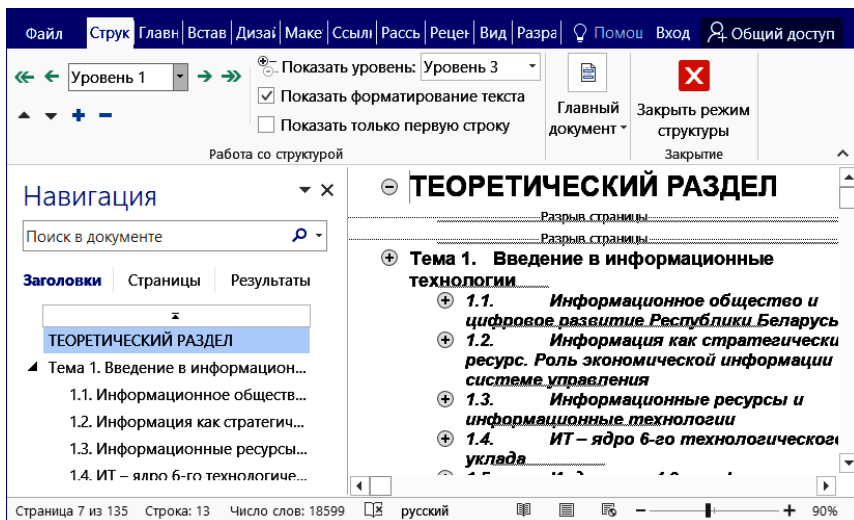 Файл Струк Главн Встав Дизай Маке Ссыл Рассь Рецен Вид Разра Помощ Вход Общий доступ
Уровень 1
Показать уровень: Уровень 3
Показать форматирование текста
Показать только первую строку
Главный документ
Закрыть режим структуры
Работа со структурой
Закрытие
Навигация
Поиск в документе
Заголовки Страницы Результаты
ТЕОРЕТИЧЕСКИЙ РАЗДЕЛ
Тема 1. Введение в информацион...
1.1. Информационное обществ...
1.2. Информация как стратегич...
1.3. Информационные ресурсы...
1.4. ИТ – ядро 6-го технологиче...
ТЕОРЕТИЧЕСКИЙ РАЗДЕЛ
Разрыв страницы
Разрыв страницы
Тема 1. Введение в информационные
технологии
1.1. Информационное общество и
цифровое развитие Республики Беларусь
1.2. Информация как стратегически
ресурс. Роль экономической информации
системе управления
1.3. Информационные ресурсы и
информационные технологии
1.4. ИТ – ядро 6-го технологическог
уклада
Страница 7 из 135 Строка: 13 Число слов: 18599 русский 90%